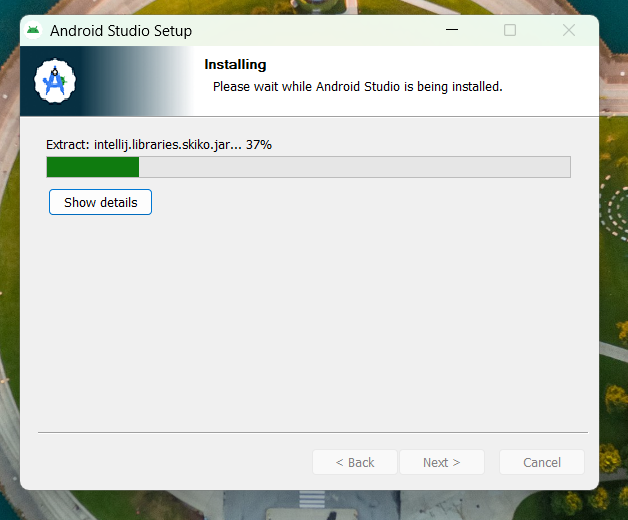 Android Studio Setup
Installing
Please wait while Android Studio is being installed.
Extract: intellij.libraries.skiko.jar... 37%
Show details
< Back
Next >
Cancel